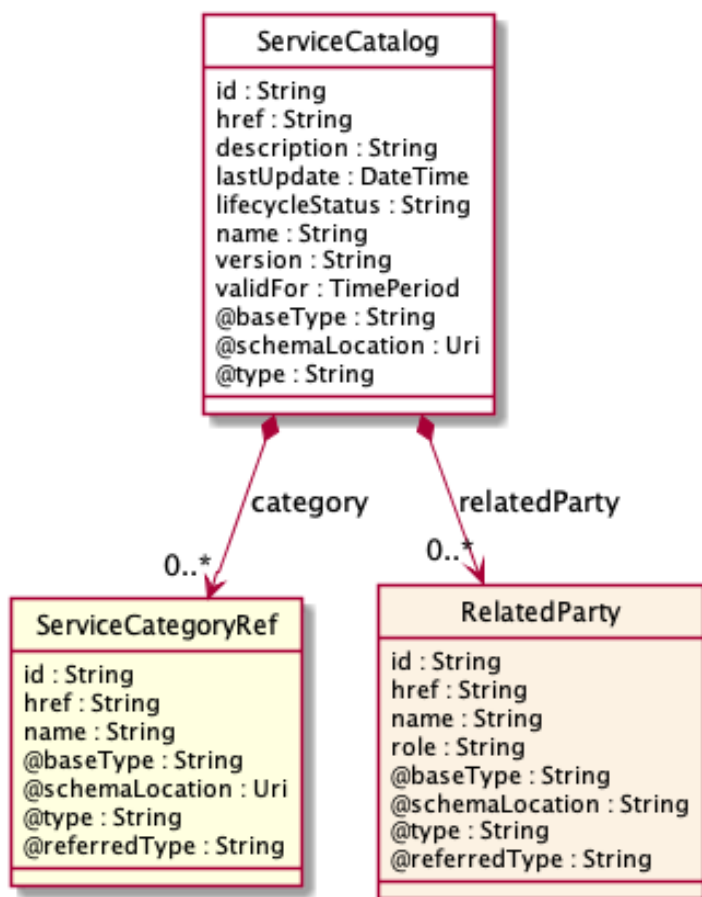 ServiceCatalog
id : String
href : String
description : String
lastUpdate : DateTime
lifecycleStatus : String
name : String
version : String
validFor : TimePeriod
@baseType : String
@schemaLocation : Uri
@type : String
category
relatedParty
0..*
0..*
ServiceCategoryRef
id : String
href : String
name : String
@baseType : String
@schemaLocation : Uri
@type : String
@referredType : String
RelatedParty
id : String
href : String
name : String
role : String
@baseType : String
@schemaLocation : String
@type : String
@referredType : String